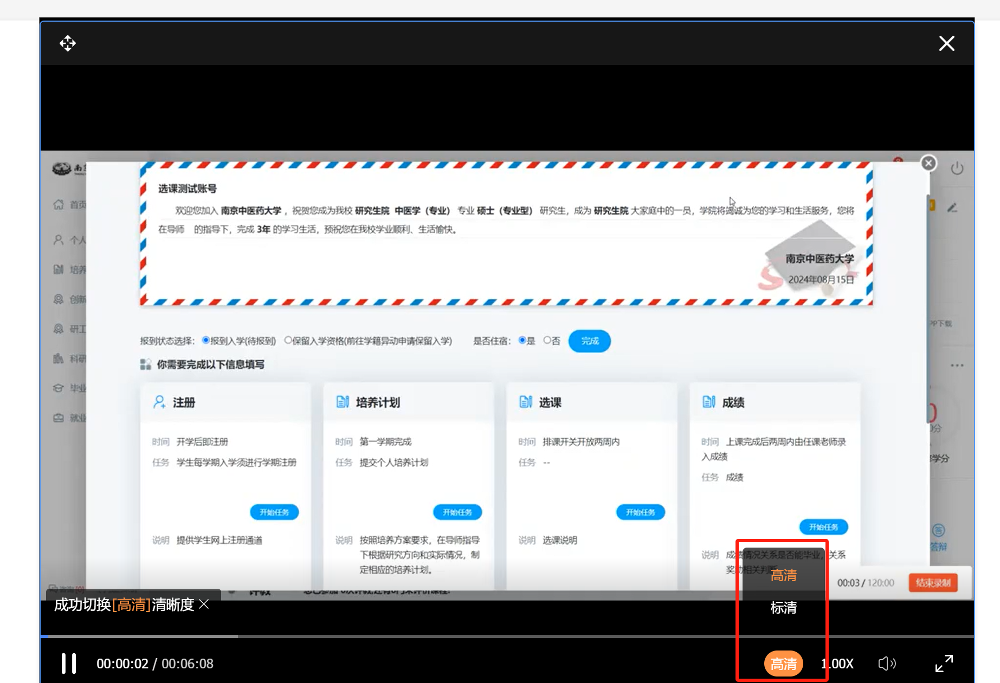 选课测试账号
欢迎您加入 南京中医药大学 ，祝贺您成为我校 研究生院 中医学（专业） 专业 硕士（专业型） 研究生，成为 研究生院 大家庭中的一员，学院将竭诚为您的学习和生活服务，您将
在导师 的指导下，完成 3年 的学习生活，预祝您在我校学业顺利、生活愉快。
南京中医药大学
2024年08月15日
首页
个人
培养
创新
研工
科研
毕业
就业
PP下载
学分
答
答辩
报到状态选择： 报到入学(待报到) 保留入学资格(前往学籍异动申请保留入学) 是否住宿： 是 否 完成
你需要完成以下信息填写
注册
时间 开学后即注册
任务 学生每学期入学须进行学期注册
开始任务
说明 提供学生网上注册通道
培养计划
时间 第一学期完成
任务 提交个人培养计划
开始任务
说明 按照培养方案要求，在导师指导
下根据研究方向和实际情况，制
定相应的培养计划。
选课
时间 排课开关开放两周内
任务 --
开始任务
说明 选课说明
成绩
时间 上课完成后两周内由任课老师录
入成绩
任务 成绩
开始任务
说明 成绩情况关系是否能毕业，关系
奖助相关判断
00:03 / 120:00 结束录制
成功切换[高清]清晰度
高清
标清
00:00:02 / 00:06:08 高清 1.00X